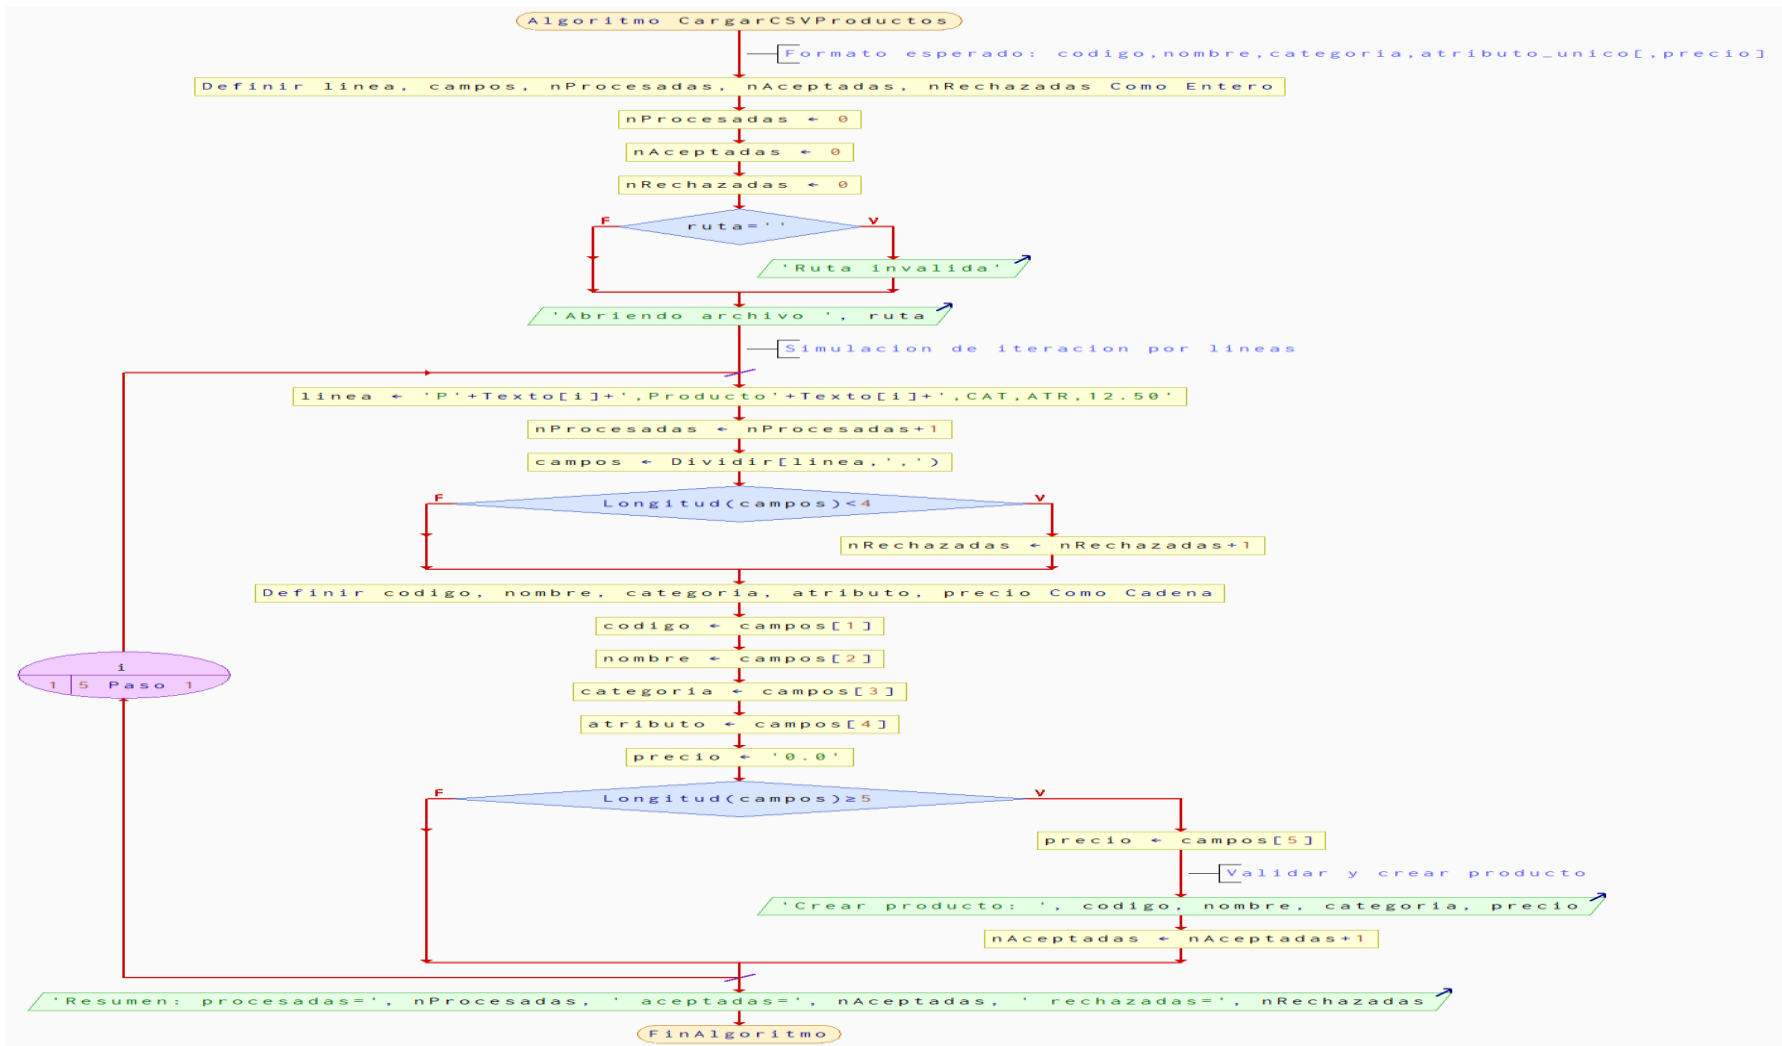 Algoritmo CargarCSVProductos
Formato esperado: codigo,nombre,categoria,atributo_unico[,precio]
Definir linea, campos, nProcesadas, nAceptadas, nRechazadas Como Entero
nProcesadas ← 0
nAceptadas ← 0
nRechazadas ← 0
F
ruta=''
V
'Ruta invalida'
'Abriendo archivo ', ruta
Simulacion de iteracion por lineas
linea ← 'P'+Texto[i]+',Producto'+Texto[i]+',CAT,ATR,12.50'
nProcesadas ← nProcesadas+1
campos ← Dividir[linea,',')
F
Longitud(campos)<4
V
nRechazadas ← nRechazadas+1
Definir codigo, nombre, categoria, atributo, precio Como Cadena
codigo ← campos[1]
nombre ← campos[2]
i
1 5 Paso 1
categoria ← campos[3]
atributo ← campos[4]
precio ← '0.0'
F
Longitud(campos)≥5
V
precio ← campos[5]
Validar y crear producto
'Crear producto: ', codigo, nombre, categoria, precio
nAceptadas ← nAceptadas+1
'Resumen: procesadas=', nProcesadas, ' aceptadas=', nAceptadas, ' rechazadas=', nRechazadas
FinAlgoritmo